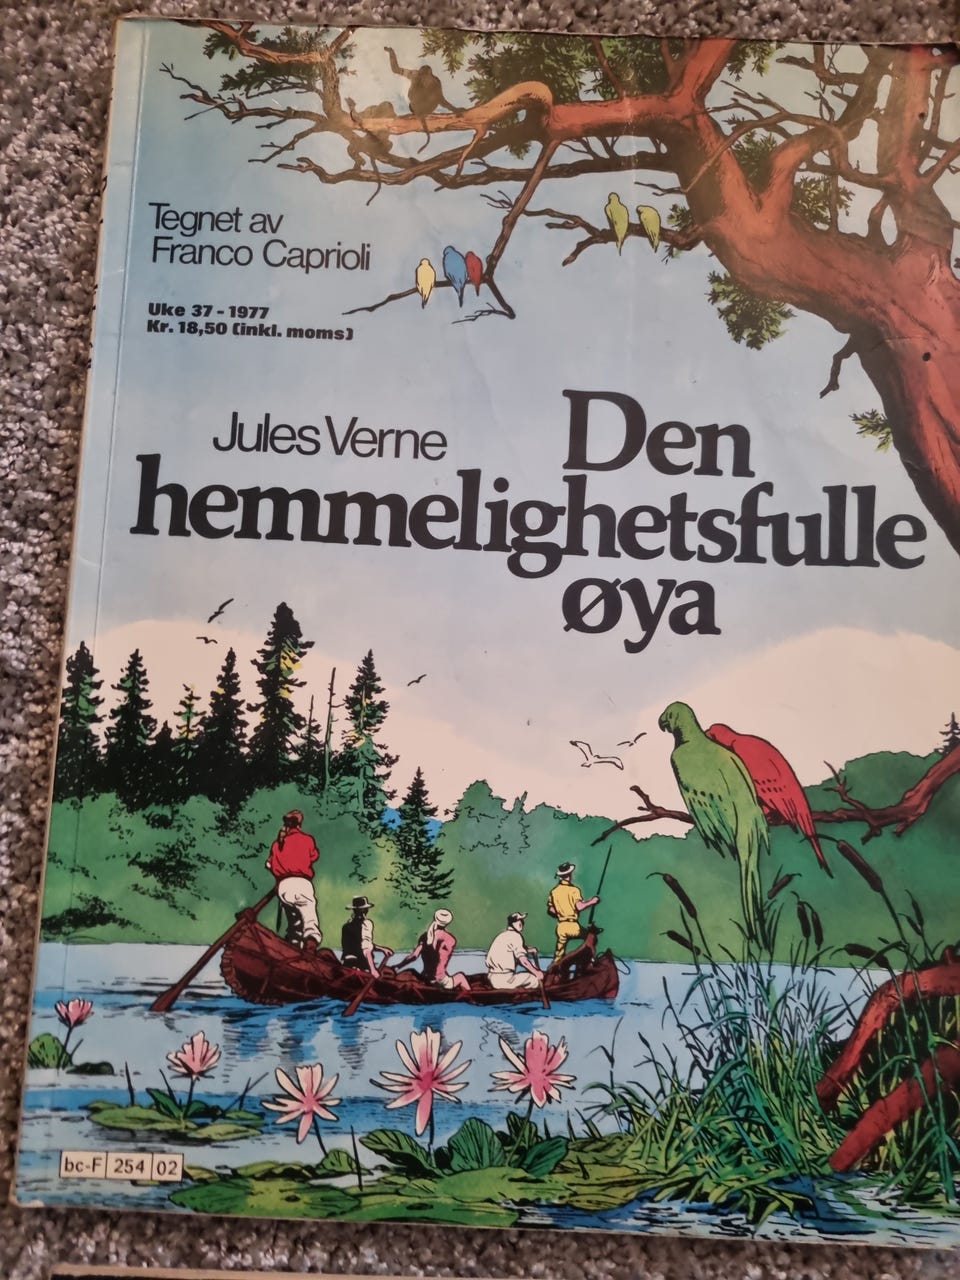 Tegnet av
Franco Caprioli
Uke 37 - 1977
Kr. 18,50 (inkl. moms)
Jules Verne
Den
hemmelighetsfulle
øya
bc-F 254 02